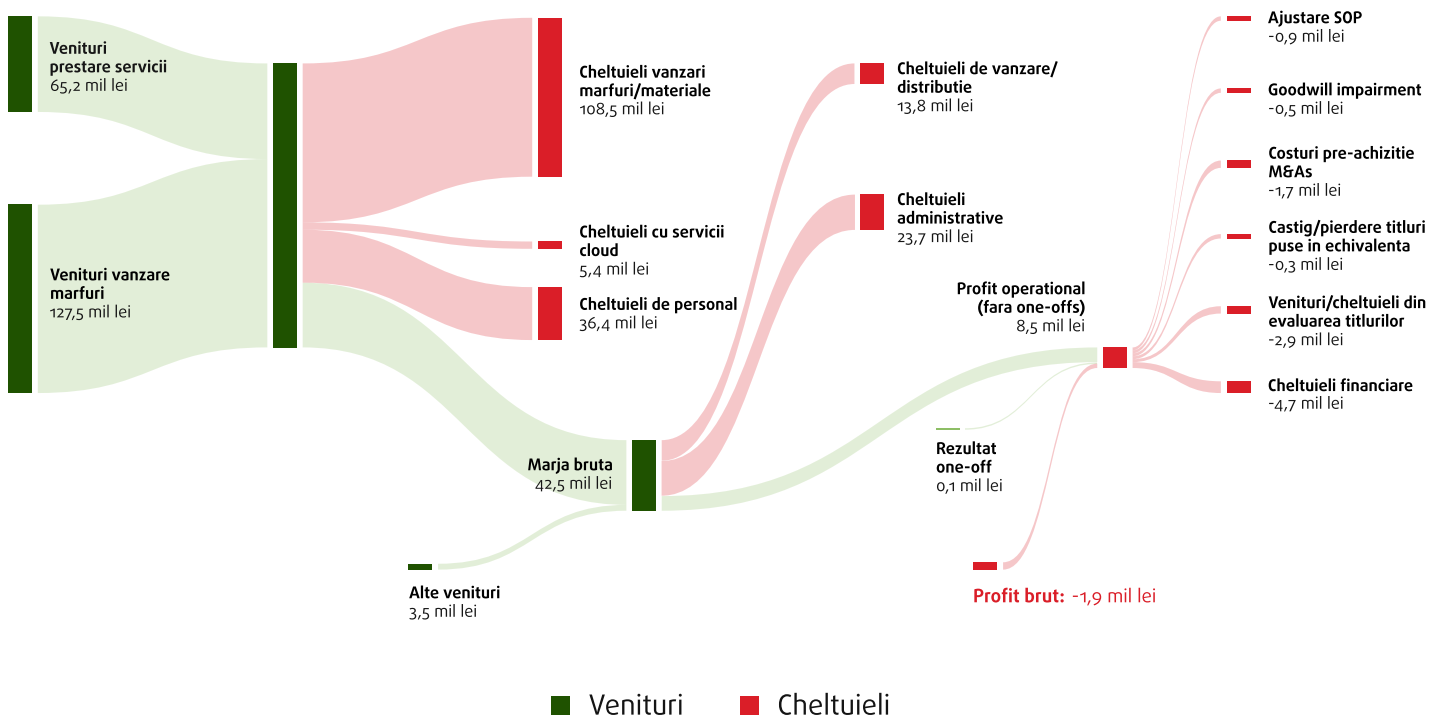 Venituri
prestare servicii
65,2 mil lei
Venituri vanzare
marfuri
127,5 mil lei
Cheltuieli vanzari
marfuri/materiale
108,5 mil lei
Cheltuieli cu servicii
cloud
5,4 mil lei
Cheltuieli de personal
36,4 mil lei
Marja bruta
42,5 mil lei
Alte venituri
3,5 mil lei
Cheltuieli de vanzare/
distributie
13,8 mil lei
Cheltuieli
administrative
23,7 mil lei
Profit operational
(fara one-offs)
8,5 mil lei
Rezultat
one-off
0,1 mil lei
Profit brut: -1,9 mil lei
Ajustare SOP
-0,9 mil lei
Goodwill impairment
-0,5 mil lei
Costuri pre-achizitie
M&As
-1,7 mil lei
Castig/pierdere titluri
puse in echivalenta
-0,3 mil lei
Venituri/cheltuieli din
evaluarea titlurilor
-2,9 mil lei
Cheltuieli financiare
-4,7 mil lei
Venituri
Cheltuieli